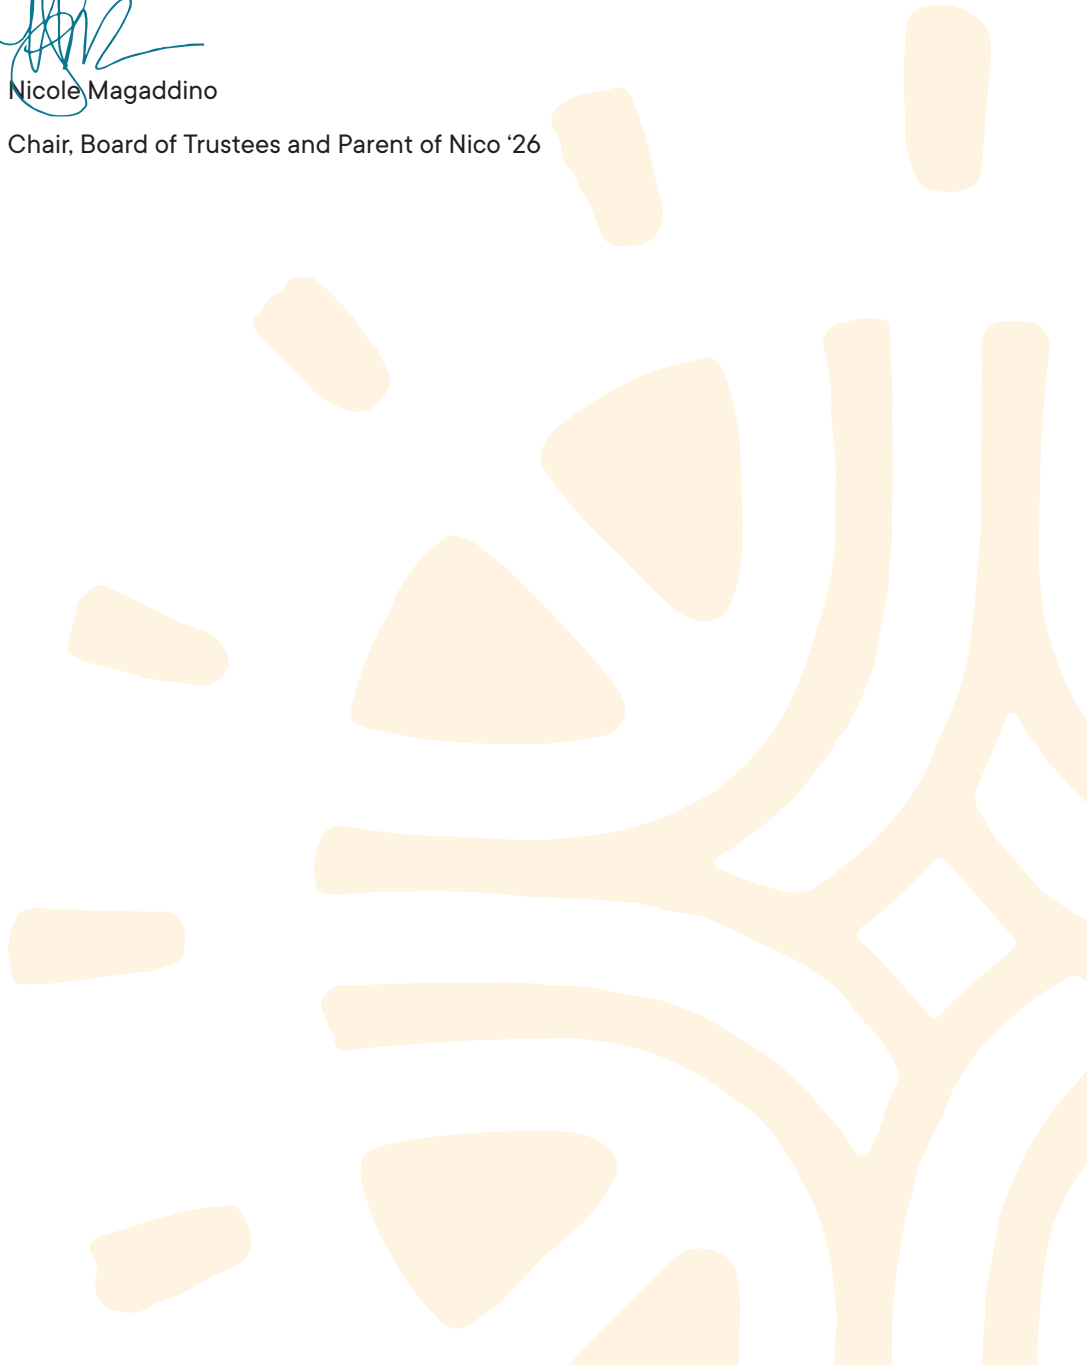 Nicole Magaddino
Chair, Board of Trustees and Parent of Nico ‘26